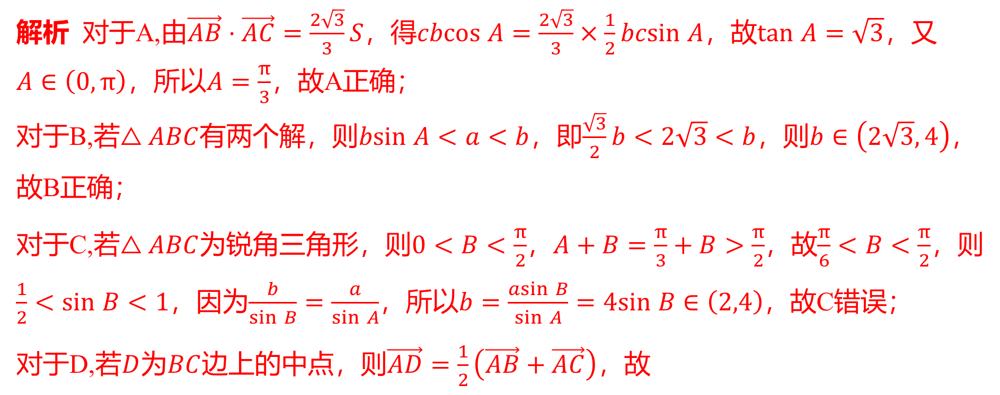 解析 对于A,由$\overrightarrow{AB}\cdot\overrightarrow{AC}=\frac{2\sqrt{3}}{3}S$，得$cb\cos A=\frac{2\sqrt{3}}{3}\times\frac{1}{2}bc\sin A$，故$\tan A=\sqrt{3}$，又
$A\in(0,\pi)$，所以$A=\frac{\pi}{3}$，故A正确；
对于B,若$\triangle ABC$有两个解，则$b\sin A<a<b$，即$\frac{\sqrt{3}}{2}b<2\sqrt{3}<b$，则$b\in(2\sqrt{3},4)$，
故B正确；
对于C,若$\triangle ABC$为锐角三角形，则$0<B<\frac{\pi}{2}$，$A+B=\frac{\pi}{3}+B>\frac{\pi}{2}$，故$\frac{\pi}{6}<B<\frac{\pi}{2}$，则
$\frac{1}{2}<\sin B<1$，因为$\frac{b}{\sin B}=\frac{a}{\sin A}$，所以$b=\frac{a\sin B}{\sin A}=4\sin B\in(2,4)$，故C错误；
对于D,若$D$为$BC$边上的中点，则$\overrightarrow{AD}=\frac{1}{2}(\overrightarrow{AB}+\overrightarrow{AC})$，故